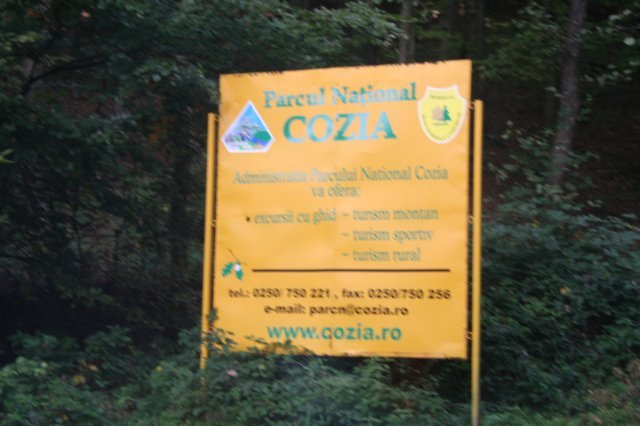 Parcul Național
COZIA
Administratia Parcului National Cozia
va ofera:
• excursii cu ghid – turism montan
– turism sportiv
– turism rural
tel.: 0250/ 750 221 , fax: 0250/750 256
e-mail: parcn@cozia.ro
www.cozia.ro